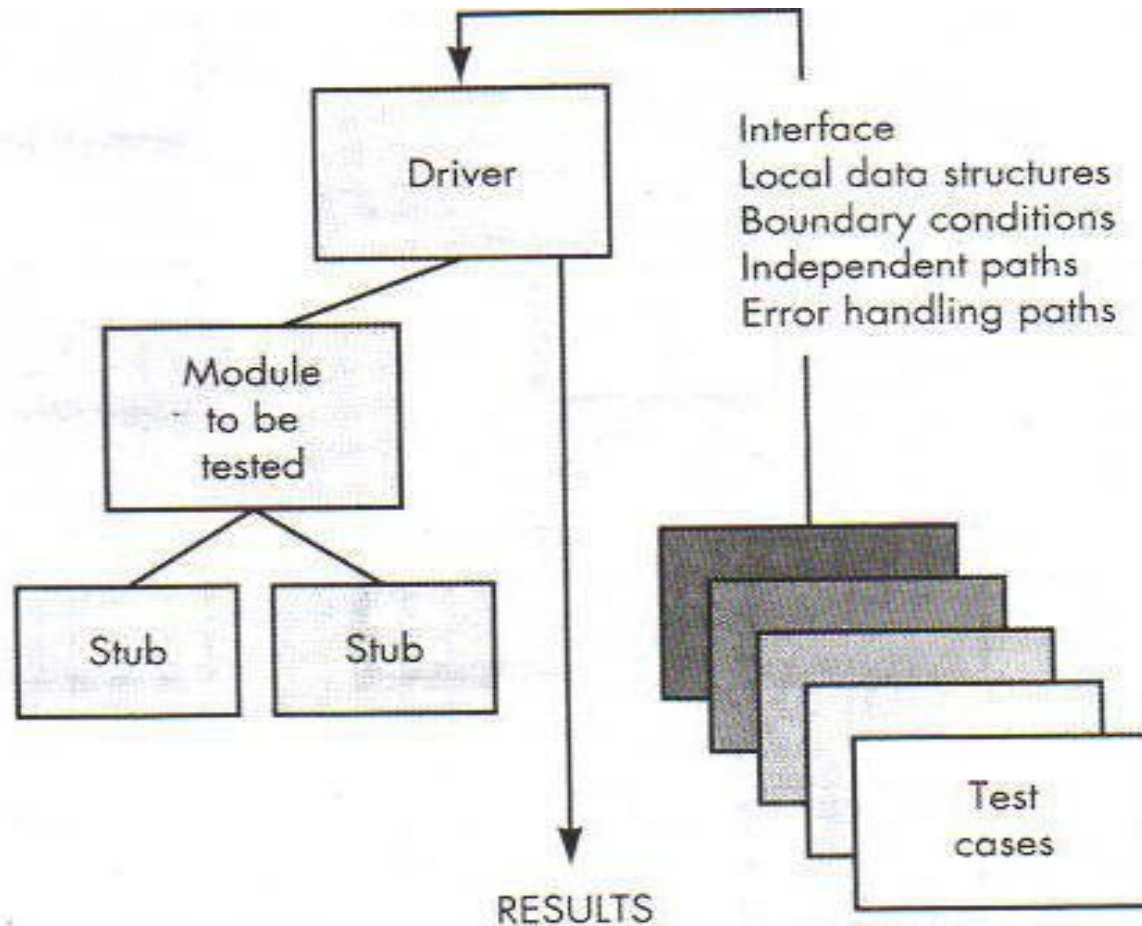 Driver
Interface
Local data structures
Boundary conditions
Independent paths
Error handling paths
Module
to be
tested
Stub
Stub
Test
cases
RESULTS